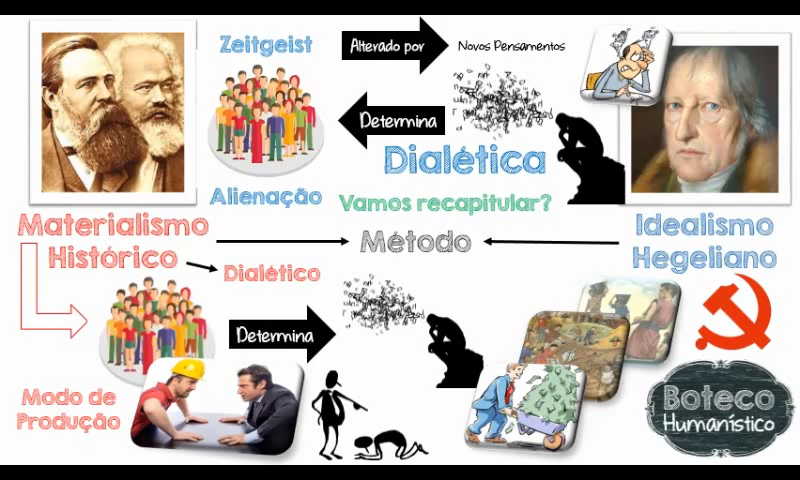 Zeitgeist
Alterado por
Novos Pensamentos
Determina
Dialética
Alienação
Vamos recapitular?
Materialismo
Histórico
Método
Idealismo
Hegeliano
Dialético
Determina
Modo de
Produção
Boteco
Humanístico